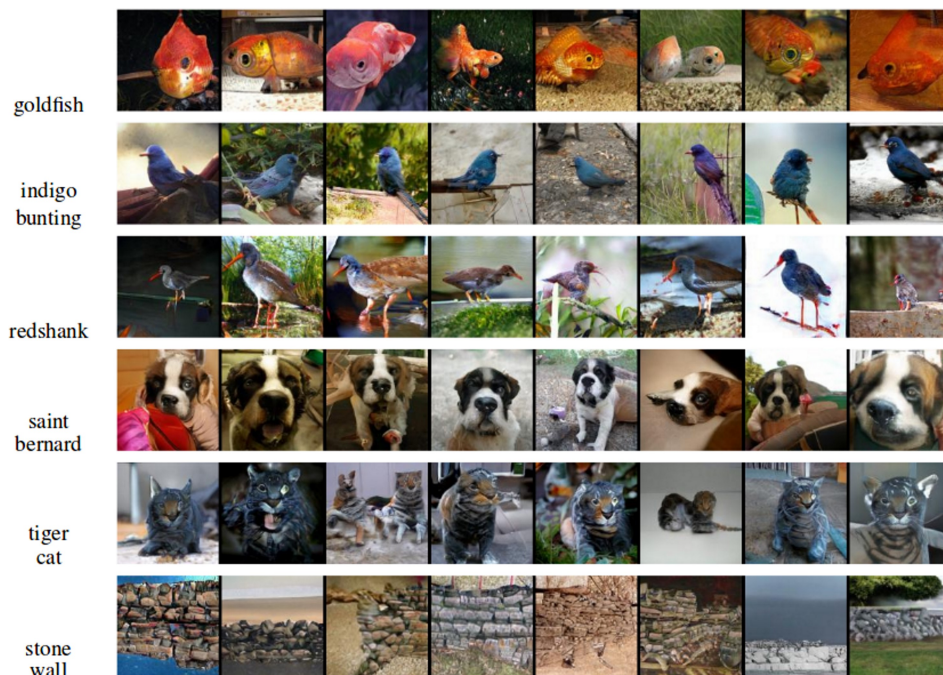 goldfish
indigo
bunting
redshank
saint
bernard
tiger
cat
stone
wall